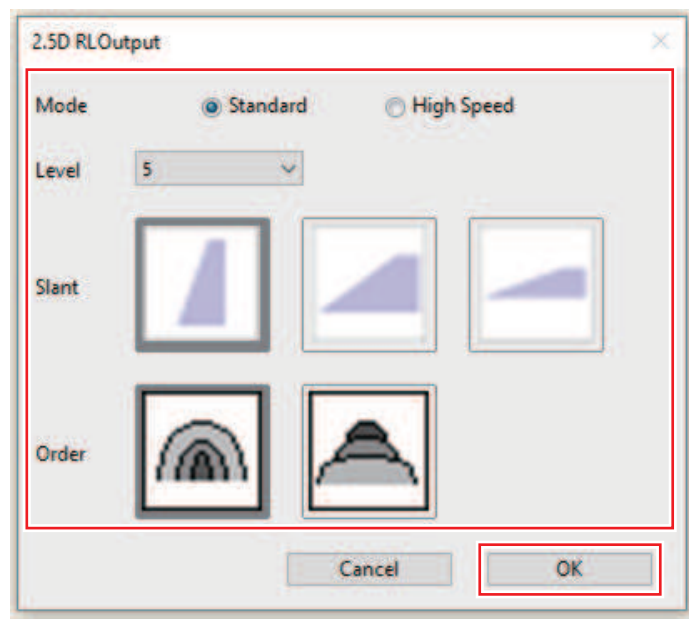 2.5D RLOutput
Mode Standard High Speed
Level 5
Slant
Order
Cancel OK